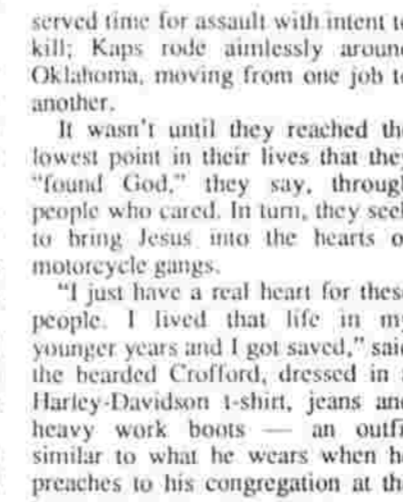 served time for assault with intent to
kill; Kaps rode aimlessly around
Oklahoma, moving from one job to
another.
It wasn't until they reached the
lowest point in their lives that they
"found God," they say, through
people who cared. In turn, they seek
to bring Jesus into the hearts of
motorcycle gangs.
"I just have a real heart for these
people. I lived that life in my
younger years and I got saved," said
the bearded Crofford, dressed in a
Harley-Davidson t-shirt, jeans and
heavy work boots — an outfit
similar to what he wears when he
preaches to his congregation at the